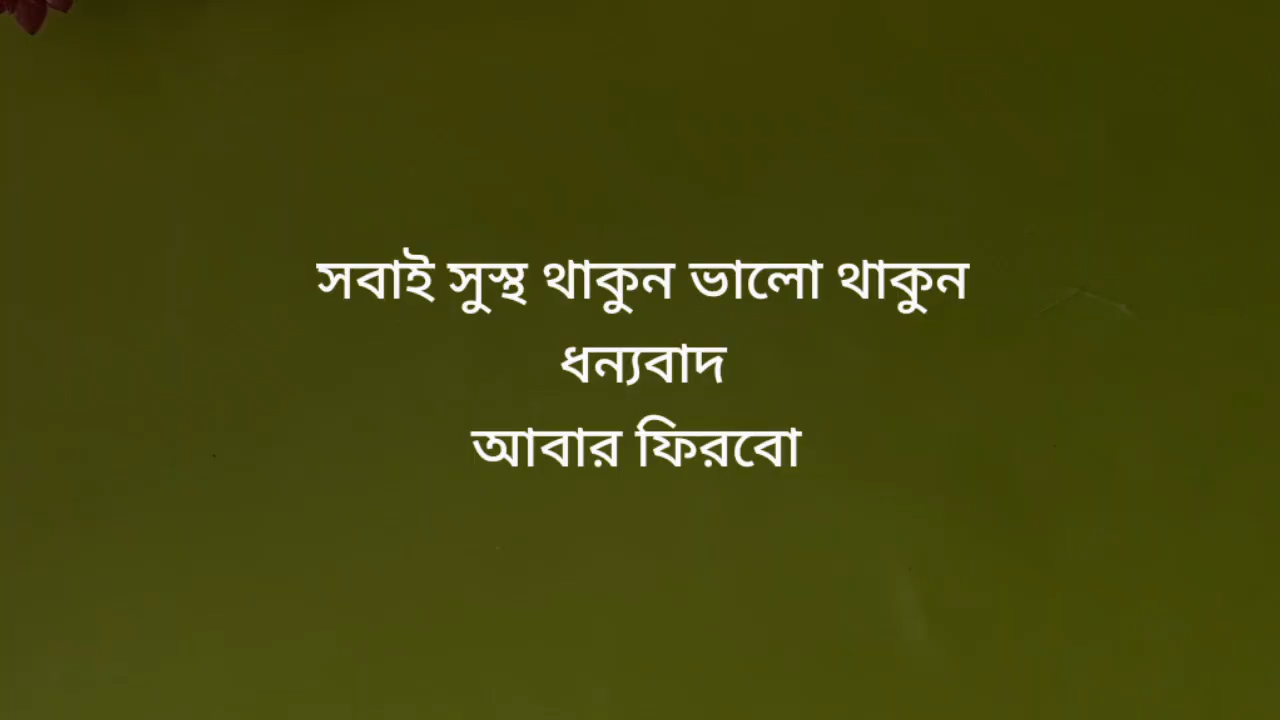 সবাই সুস্থ থাকুন ভালো থাকুন
ধন্যবাদ
আবার ফিরবো